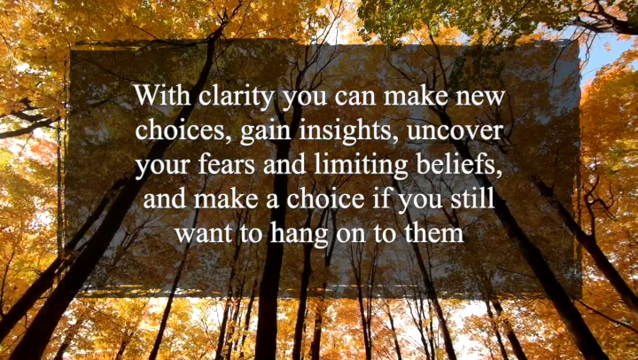 With clarity you can make new
choices, gain insights, uncover
your fears and limiting beliefs,
and make a choice if you still
want to hang on to them